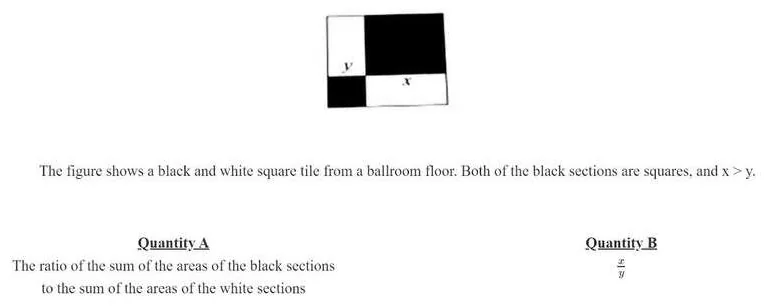 y
x
The figure shows a black and white square tile from a ballroom floor. Both of the black sections are squares, and x > y.
Quantity A
Quantity B
The ratio of the sum of the areas of the black sections
to the sum of the areas of the white sections
x
y